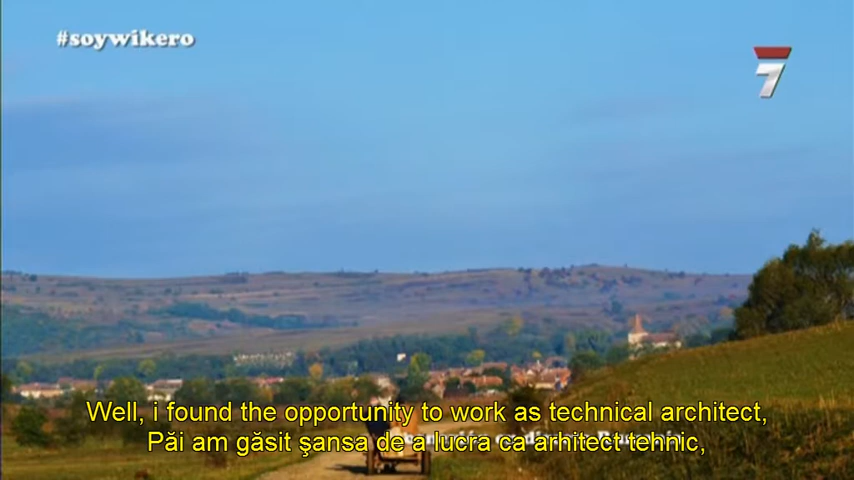 #soywikero
7
Well, i found the opportunity to work as technical architect,
Păi am găsit şansa de a lucra ca arhitect tehnic,